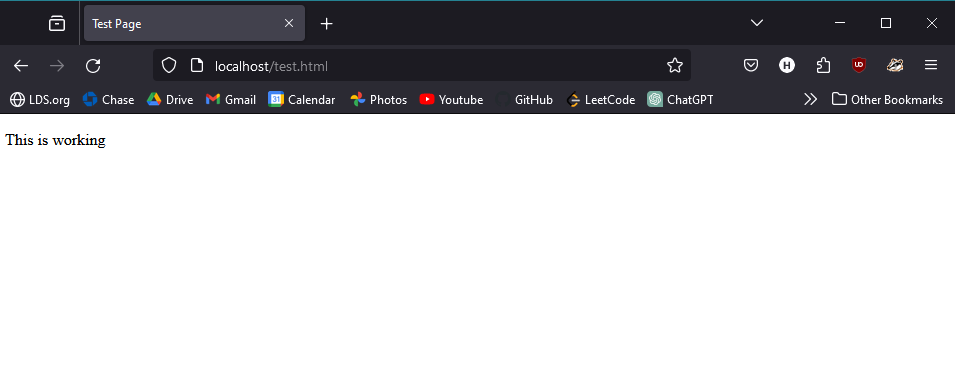 Test Page
localhost/test.html
H
UO
LDS.org Chase Drive Gmail 31 Calendar Photos Youtube GitHub LeetCode ChatGPT Other Bookmarks
This is working